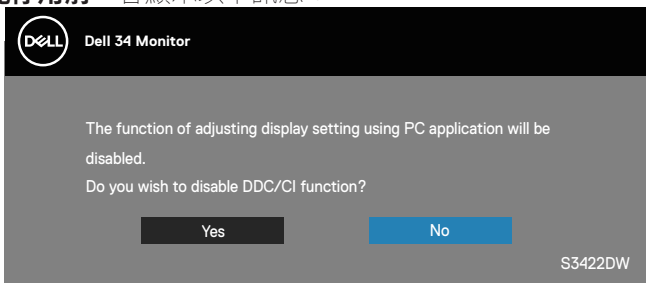 DELL Dell 34 Monitor
The function of adjusting display setting using PC application will be
disabled.
Do you wish to disable DDC/CI function?
Yes No
S3422DW